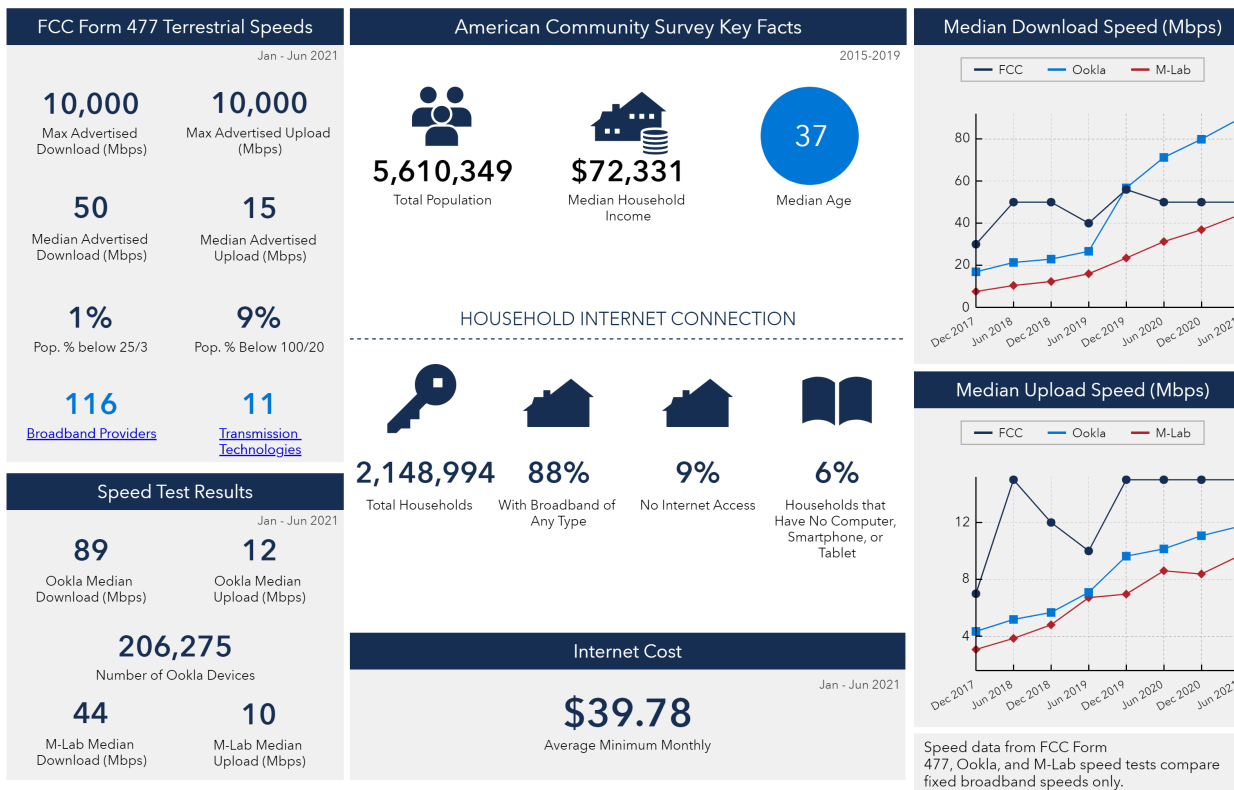 FCC Form 477 Terrestrial Speeds
Jan - Jun 2021
10,000
Max Advertised
Download (Mbps)
10,000
Max Advertised Upload
(Mbps)
50
Median Advertised
Download (Mbps)
15
Median Advertised
Upload (Mbps)
1%
Pop. % below 25/3
9%
Pop. % Below 100/20
116
Broadband Providers
11
Transmission
Technologies
Speed Test Results
Jan - Jun 2021
89
Ookla Median
Download (Mbps)
12
Ookla Median
Upload (Mbps)
206,275
Number of Ookla Devices
44
M-Lab Median
Download (Mbps)
10
M-Lab Median
Upload (Mbps)
American Community Survey Key Facts
2015-2019
5,610,349
Total Population
$72,331
Median Household
Income
37
Median Age
HOUSEHOLD INTERNET CONNECTION
2,148,994
Total Households
88%
With Broadband of
Any Type
9%
No Internet Access
6%
Households that
Have No Computer,
Smartphone, or
Tablet
Internet Cost
Jan - Jun 2021
$39.78
Average Minimum Monthly
Median Download Speed (Mbps)
FCC Ookla M-Lab
80
60
40
20
0
Dec 2017 Jun 2018 Dec 2018 Jun 2019 Dec 2019 Jun 2020 Dec 2020 Jun 2021
Median Upload Speed (Mbps)
FCC Ookla M-Lab
12
8
4
Dec 2017 Jun 2018 Dec 2018 Jun 2019 Dec 2019 Jun 2020 Dec 2020 Jun 2021
Speed data from FCC Form
477, Ookla, and M-Lab speed tests compare
fixed broadband speeds only.